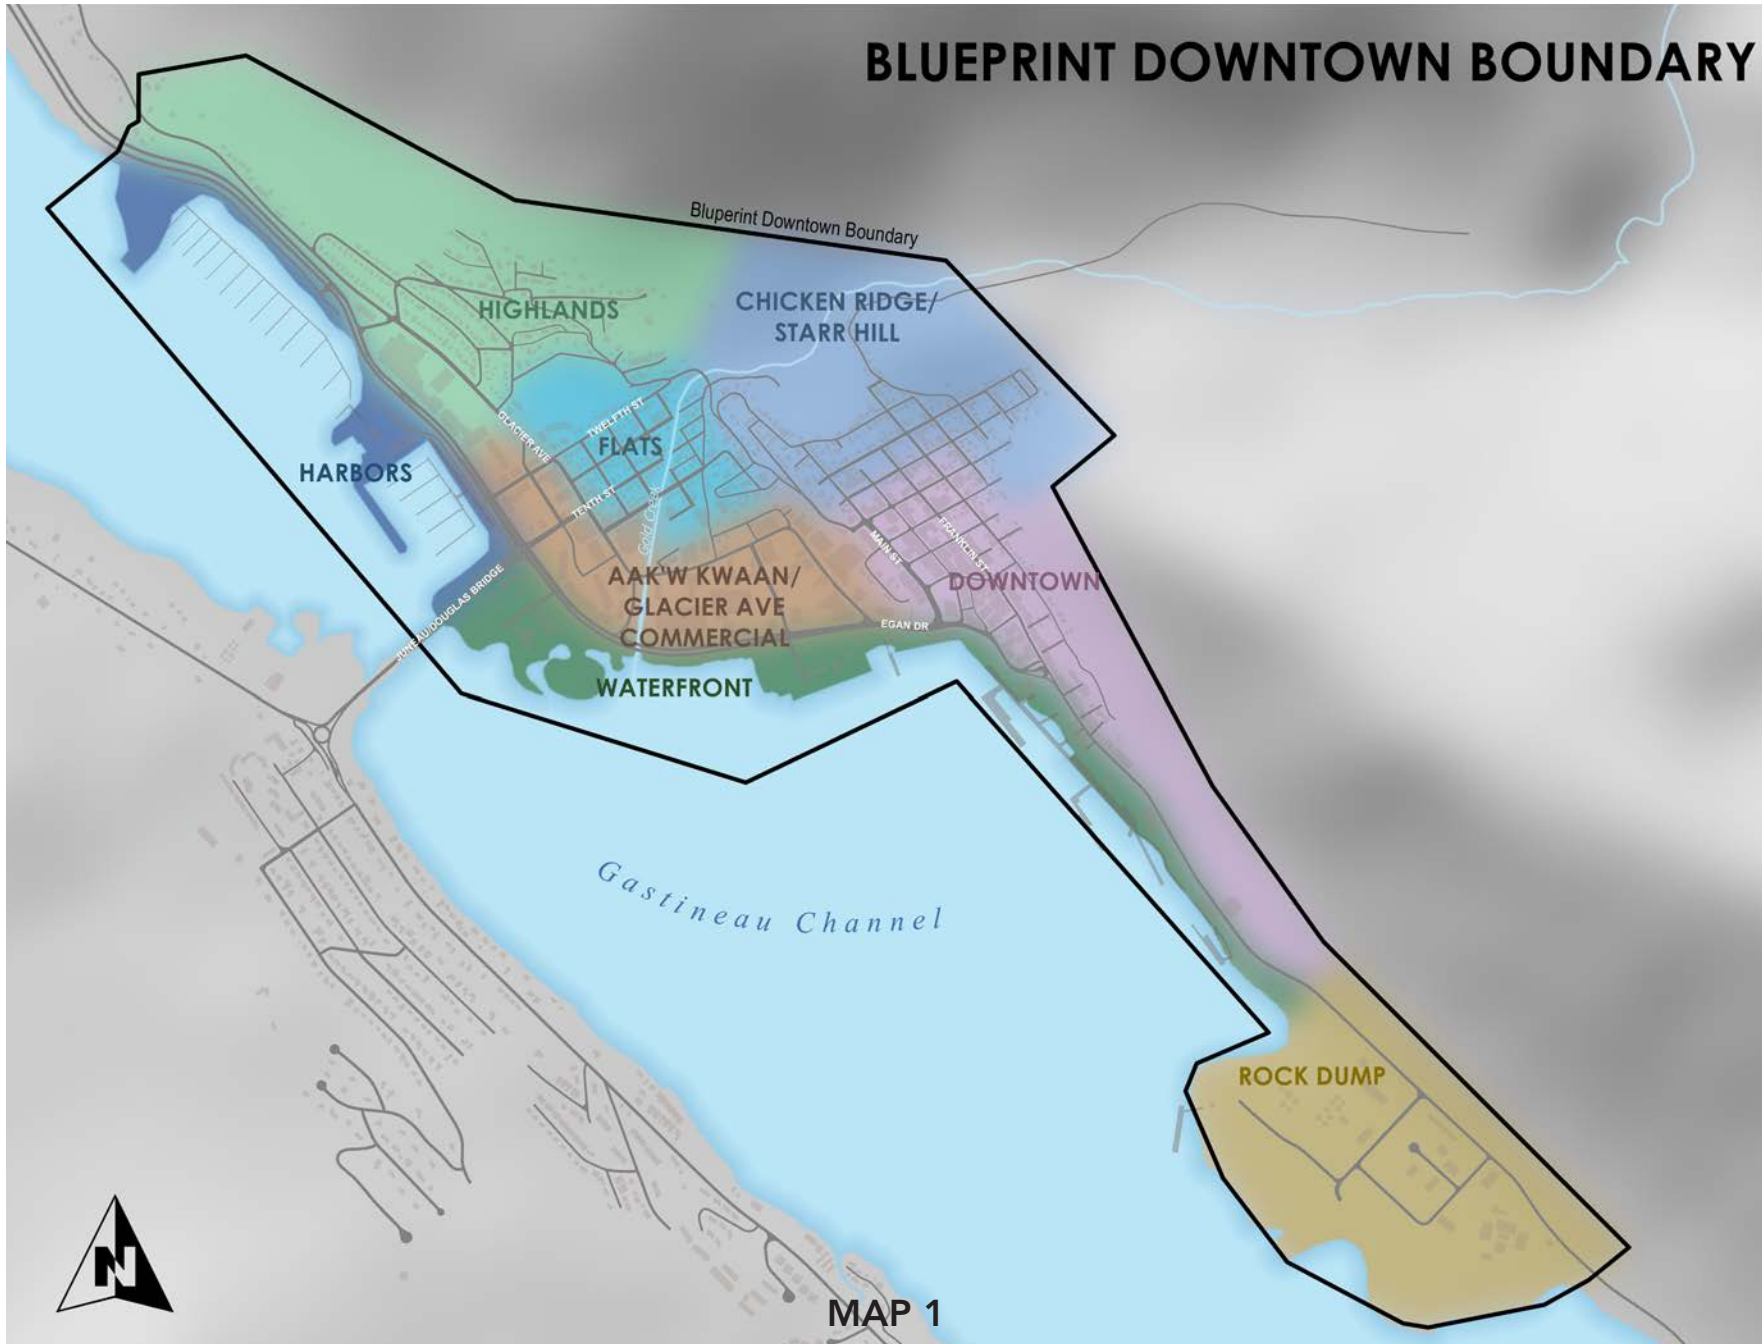 BLUEPRINT DOWNTOWN BOUNDARY
Bluperint Downtown Boundary
HIGHLANDS
CHICKEN RIDGE/
STARR HILL
GLACIER AVE
TWELFTH ST
FLATS
HARBORS
TENTH ST
Gold Creek
MAIN ST
FRANKLIN ST
DOWNTOWN
AAK'W KWAAN/
GLACIER AVE
COMMERCIAL
JUNEAU/DOUGLAS BRIDGE
EGAN DR
WATERFRONT
Gastineau Channel
ROCK DUMP
N
MAP 1